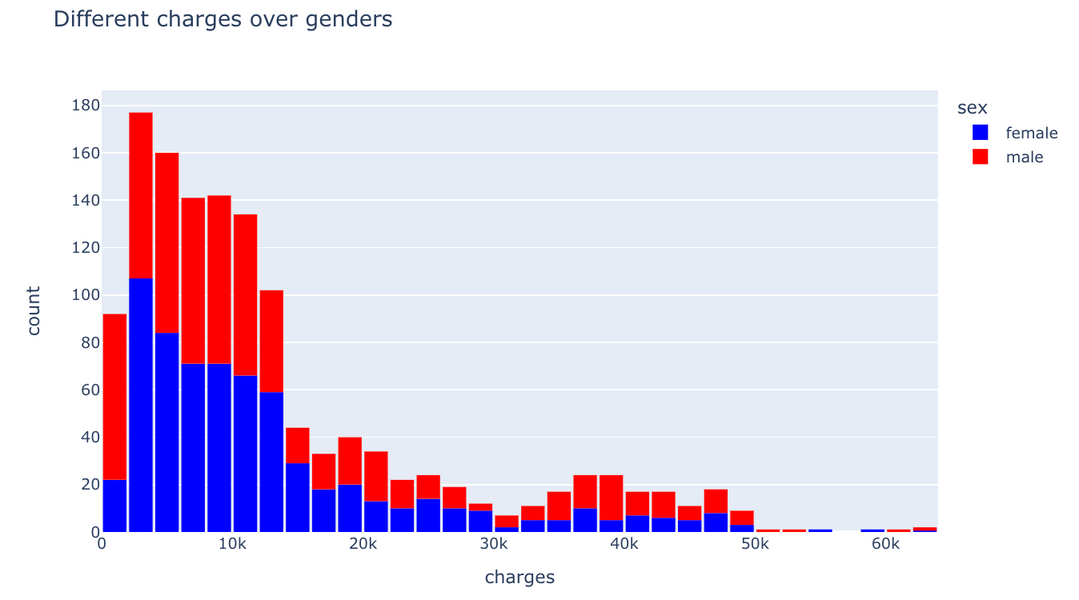 Different charges over genders
180
160
140
120
100
80
60
40
20
0
count
0 10k 20k 30k 40k 50k 60k
charges
sex
female
male